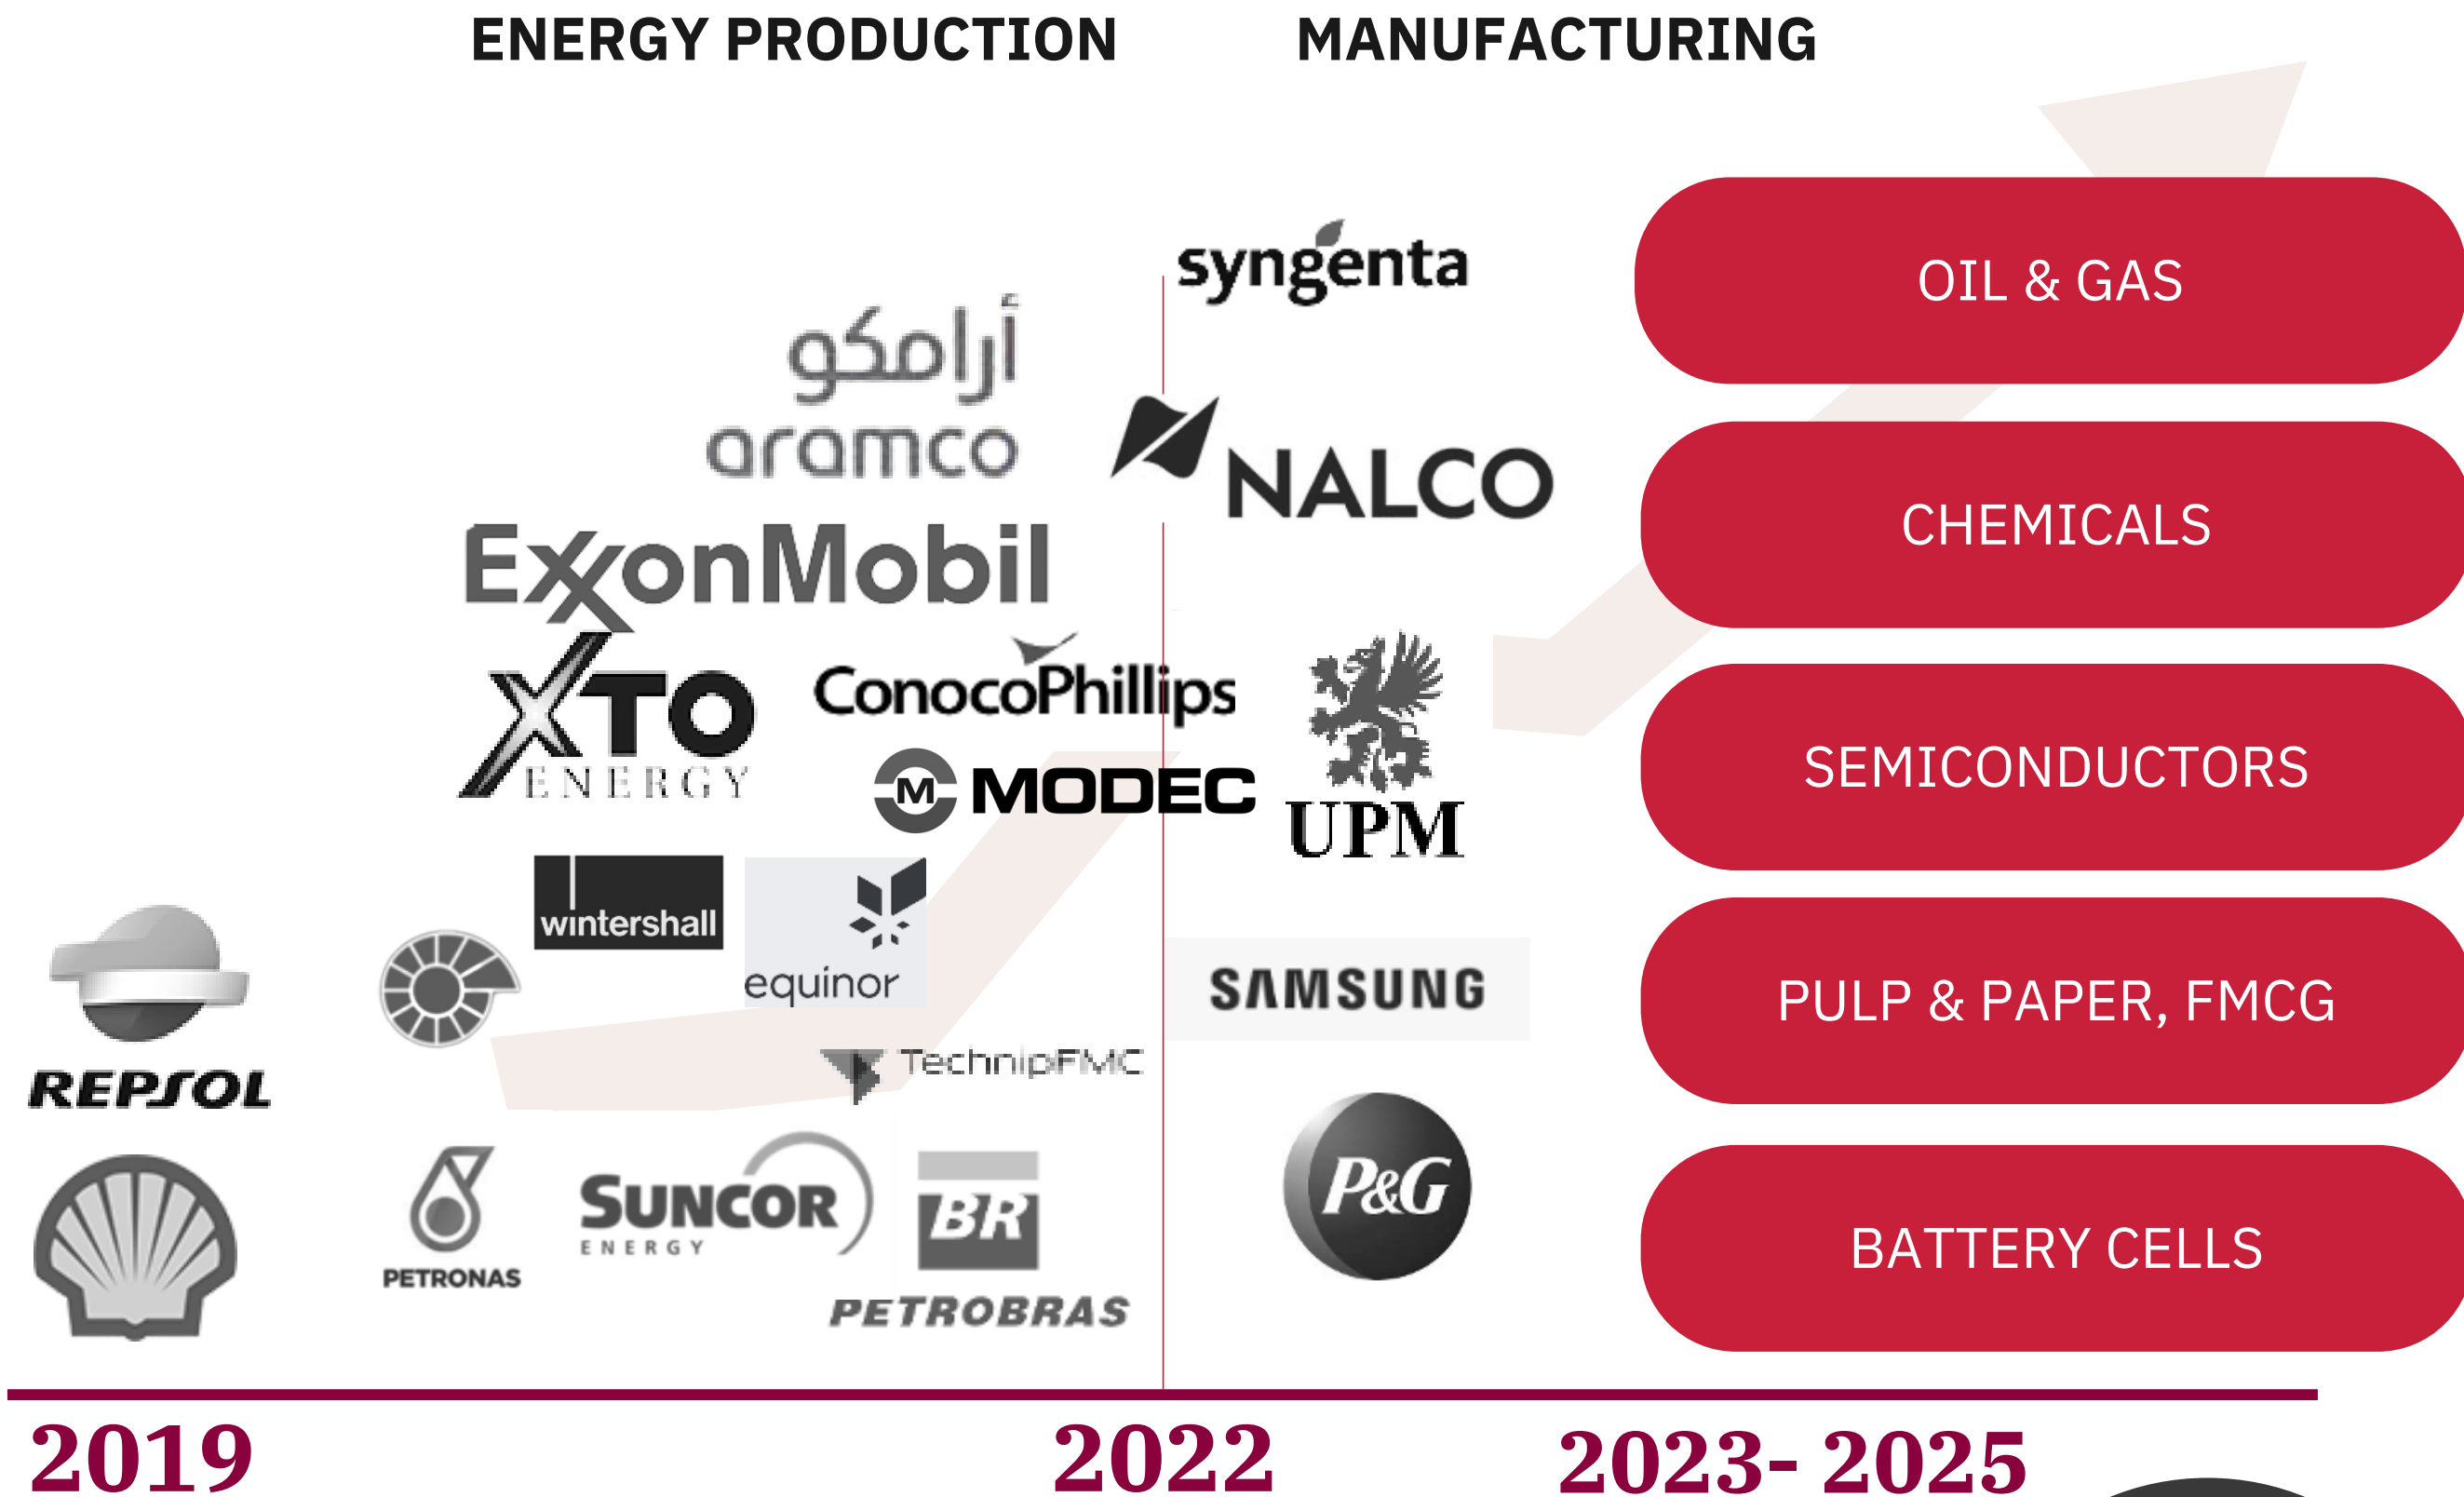 ENERGY PRODUCTION
MANUFACTURING
syngenta
أرامكو
aramco
NALCO
ExxonMobil
XTO
ENERGY
ConocoPhillips
M MODEC
UPM
wintershall
equinor
REPSOL
TechnipFMC
SAMSUNG
PETRONAS
SUNCOR
ENERGY
BR
PETROBRAS
P&G
OIL & GAS
CHEMICALS
SEMICONDUCTORS
PULP & PAPER, FMCG
BATTERY CELLS
2019
2022
2023- 2025